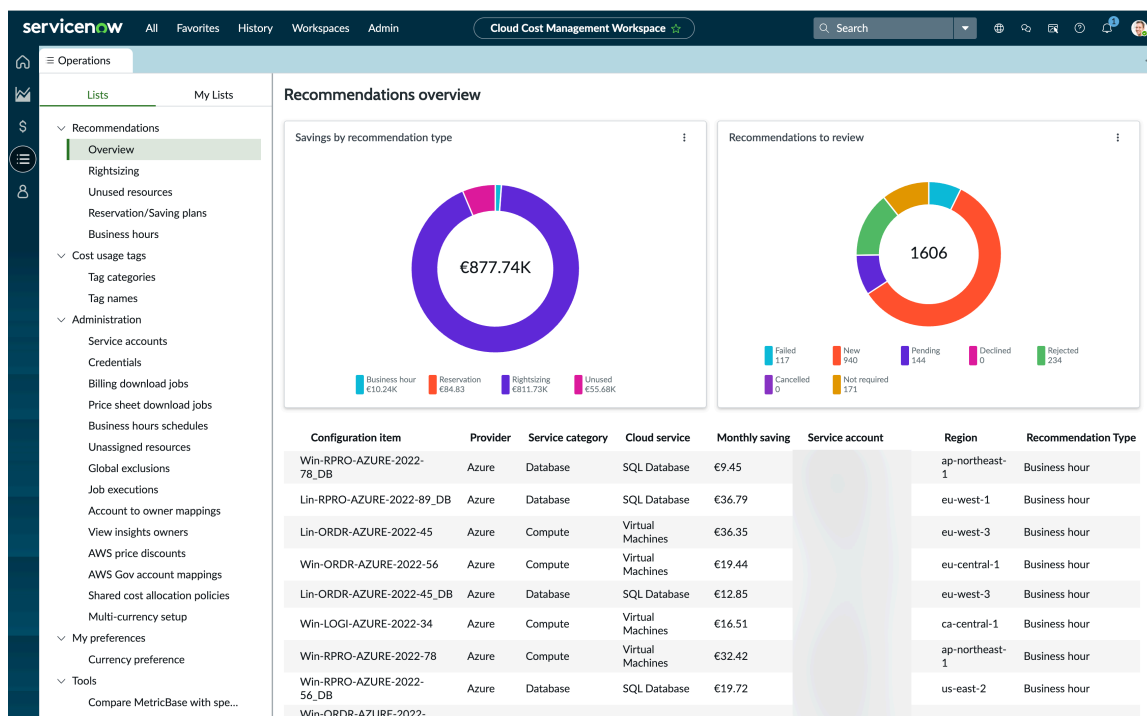 servicenow
All
Favorites
History
Workspaces
Admin
Cloud Cost Management Workspace
Search
1
Operations
Lists
My Lists
Recommendations
Overview
Rightsizing
Unused resources
Reservation/Saving plans
Business hours
Cost usage tags
Tag categories
Tag names
Administration
Service accounts
Credentials
Billing download jobs
Price sheet download jobs
Business hours schedules
Unassigned resources
Global exclusions
Job executions
Account to owner mappings
View insights owners
AWS price discounts
AWS Gov account mappings
Shared cost allocation policies
Multi-currency setup
My preferences
Currency preference
Tools
Compare MetricBase with spe...
Recommendations overview
Savings by recommendation type
€877.74K
Business hour
€10.24K
Reservation
€84.83
Rightsizing
€811.73K
Unused
€55.68K
Recommendations to review
1606
Failed
117
New
940
Pending
144
Declined
0
Rejected
234
Cancelled
0
Not required
171
Configuration item Provider Service category Cloud service Monthly saving Service account Region Recommendation Type
Win-RPRO-AZURE-2022-
78_DB
Azure Database SQL Database €9.45
ap-northeast-
1
Business hour
Lin-RPRO-AZURE-2022-89_DB Azure Database SQL Database €36.79 eu-west-1 Business hour
Lin-ORDR-AZURE-2022-45 Azure Compute
Virtual
Machines
€36.35 eu-west-3 Business hour
Win-ORDR-AZURE-2022-56 Azure Compute
Virtual
Machines
€19.44 eu-central-1 Business hour
Lin-ORDR-AZURE-2022-45_DB Azure Database SQL Database €12.85 eu-west-3 Business hour
Win-LOGI-AZURE-2022-34 Azure Compute
Virtual
Machines
€16.51 ca-central-1 Business hour
Win-RPRO-AZURE-2022-78 Azure Compute
Virtual
Machines
€32.42
ap-northeast-
1
Business hour
Win-RPRO-AZURE-2022-
56_DB
Azure Database SQL Database €19.72 us-east-2 Business hour
Win-ORDR-AZURE-2022-